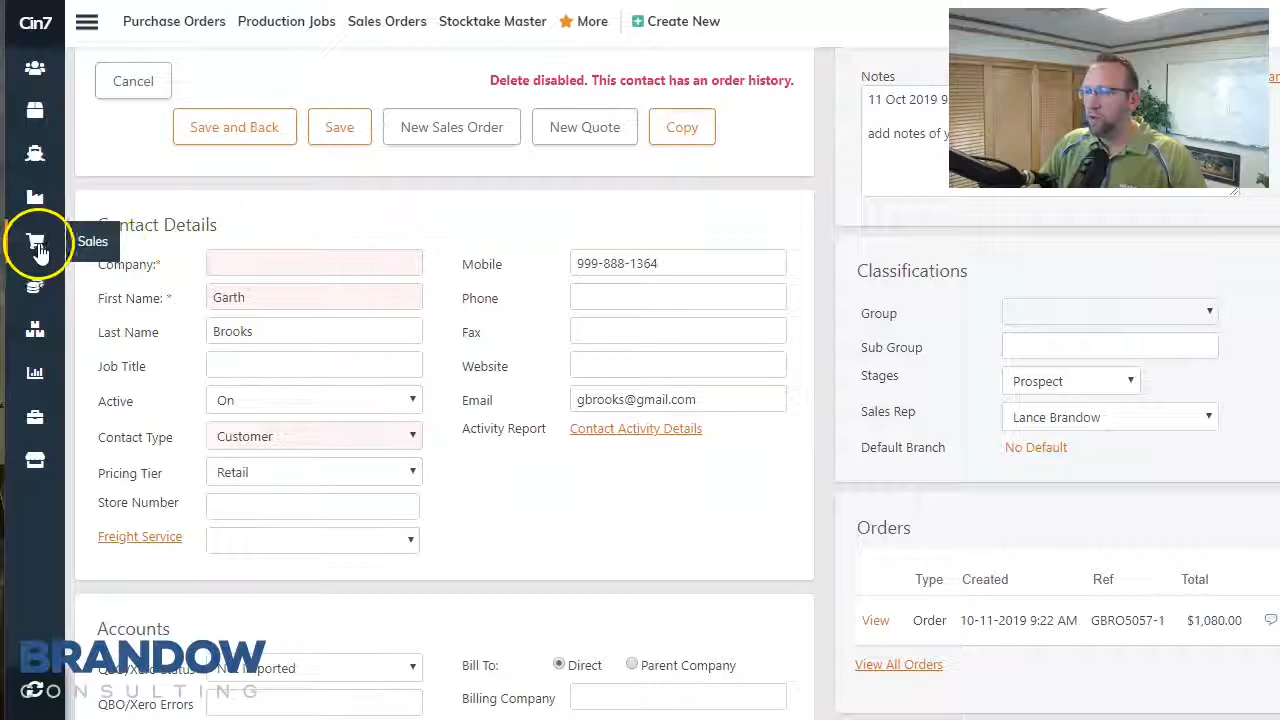 Cin7
Purchase Orders
Production Jobs
Sales Orders
Stocktake Master
More
Create New
Cancel
Delete disabled. This contact has an order history.
Save and Back
Save
New Sales Order
New Quote
Copy
Sales
Contact Details
Company:*
First Name: *
Garth
Last Name
Brooks
Job Title
Active
On
Contact Type
Customer
Pricing Tier
Retail
Store Number
Freight Service
Mobile
999-888-1364
Phone
Fax
Website
Email
gbrooks@gmail.com
Activity Report
Contact Activity Details
Notes
11 Oct 2019 9
add notes of y
Classifications
Group
Sub Group
Stages
Prospect
Sales Rep
Lance Brandow
Default Branch
No Default
Orders
Type Created Ref Total
View Order 10-11-2019 9:22 AM GBRO5057-1 $1,080.00
View All Orders
Accounts
QBO/Xero Errors
Bill To:
Direct
Parent Company
Billing Company
BRANDOW
CONSULTING